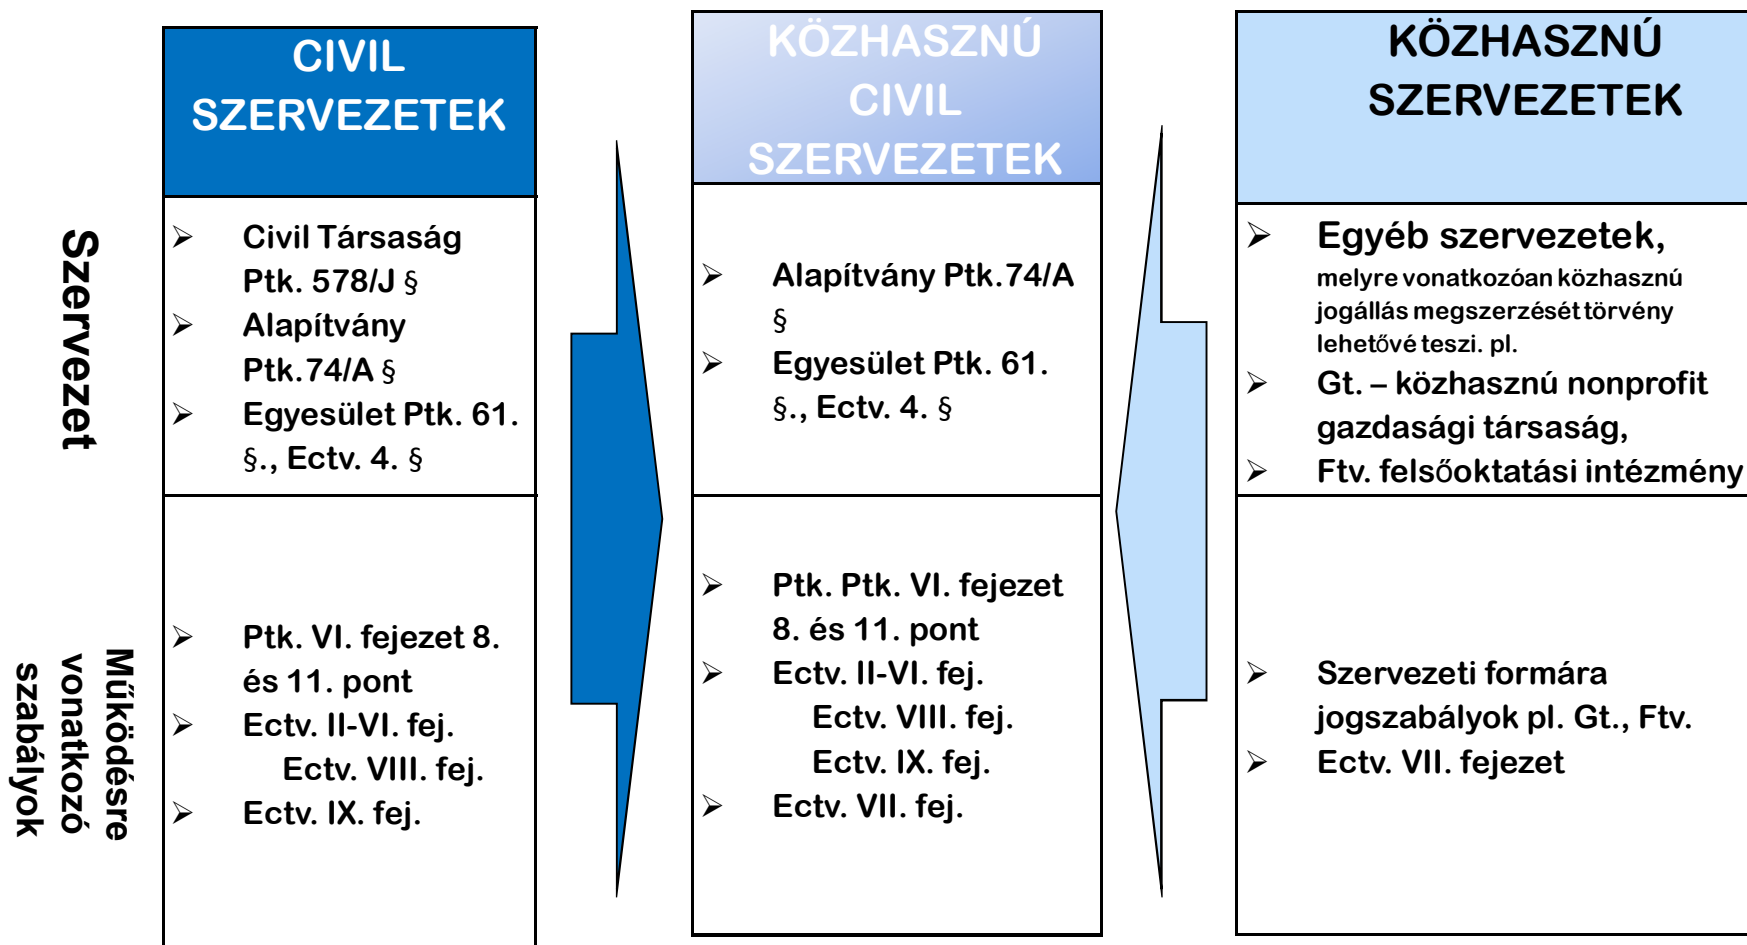 CIVIL
SZERVEZETEK
KÖZHASZNÚ
CIVIL
SZERVEZETEK
KÖZHASZNÚ
SZERVEZETEK
Szervezet
➢ Civil Társaság
Ptk. 578/J §
➢ Alapítvány
Ptk.74/A §
➢ Egyesület Ptk. 61.
§., Ectv. 4. §
➢ Alapítvány Ptk.74/A
§
➢ Egyesület Ptk. 61.
§., Ectv. 4. §
➢ Egyéb szervezetek,
melyre vonatkozóan közhasznú
jogállás megszerzését törvény
lehetővé teszi. pl.
➢ Gt. – közhasznú nonprofit
gazdasági társaság,
➢ Ftv. felsőoktatási intézmény
Működésre
vonatkozó
szabályok
➢ Ptk. VI. fejezet 8.
és 11. pont
➢ Ectv. II-VI. fej.
Ectv. VIII. fej.
➢ Ectv. IX. fej.
➢ Ptk. Ptk. VI. fejezet
8. és 11. pont
➢ Ectv. II-VI. fej.
Ectv. VIII. fej.
Ectv. IX. fej.
➢ Ectv. VII. fej.
➢ Szervezeti formára
jogszabályok pl. Gt., Ftv.
➢ Ectv. VII. fejezet